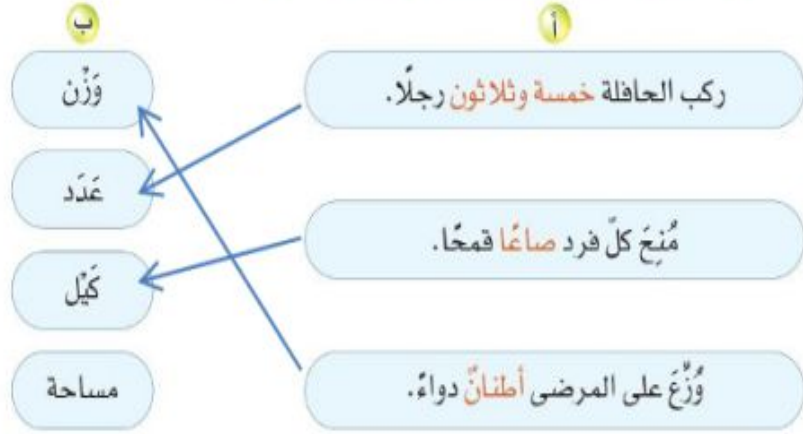 أ
ب
ركب الحافلة خمسة وثلاثون رجلًا.
وَزْن
عَدَد
مُنِحَ كلّ فرد صاعًا قمحًا.
كَيْل
وُزِّعَ على المرضى أطنانٌ دواءً.
مساحة